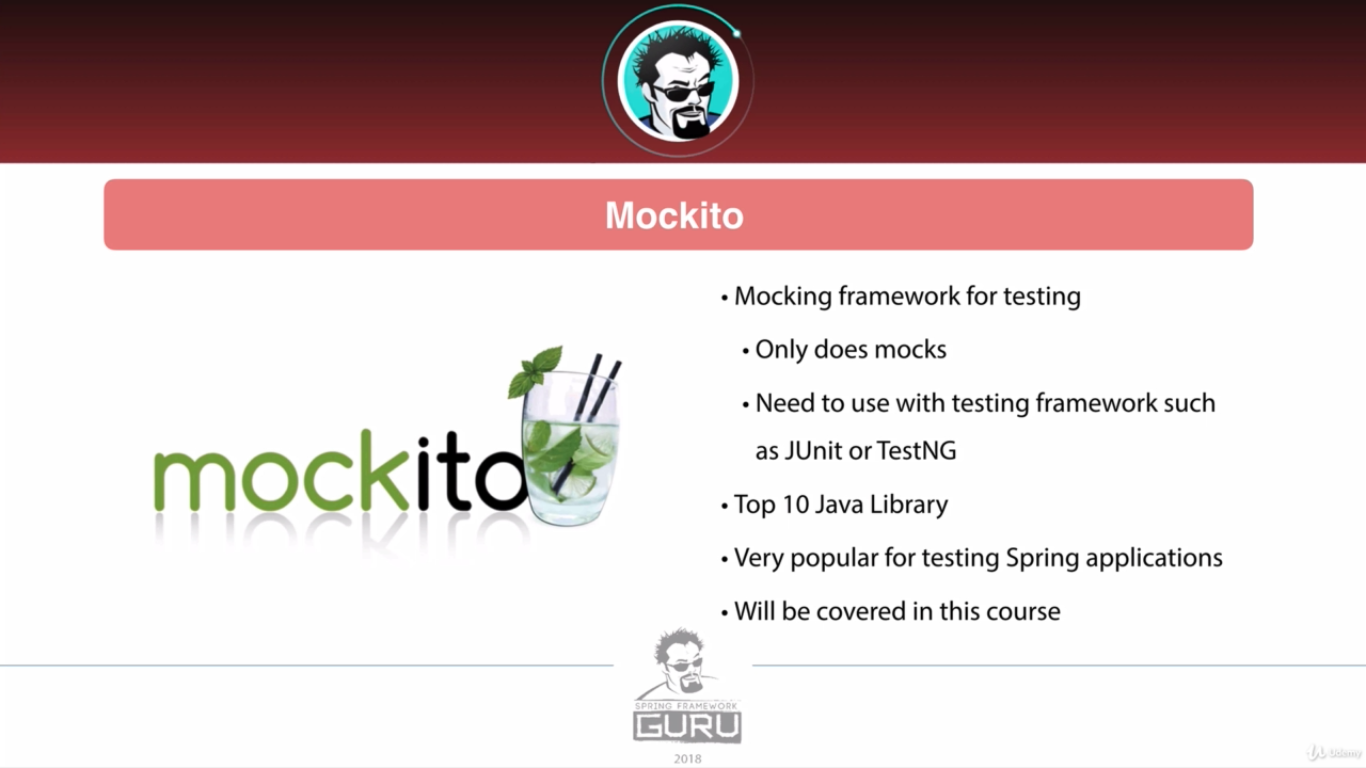 Mockito
• Mocking framework for testing
• Only does mocks
• Need to use with testing framework such
as JUnit or TestNG
• Top 10 Java Library
• Very popular for testing Spring applications
• Will be covered in this course
mockito
SPRING FRAMEWORK
GURU
2018
Udemy